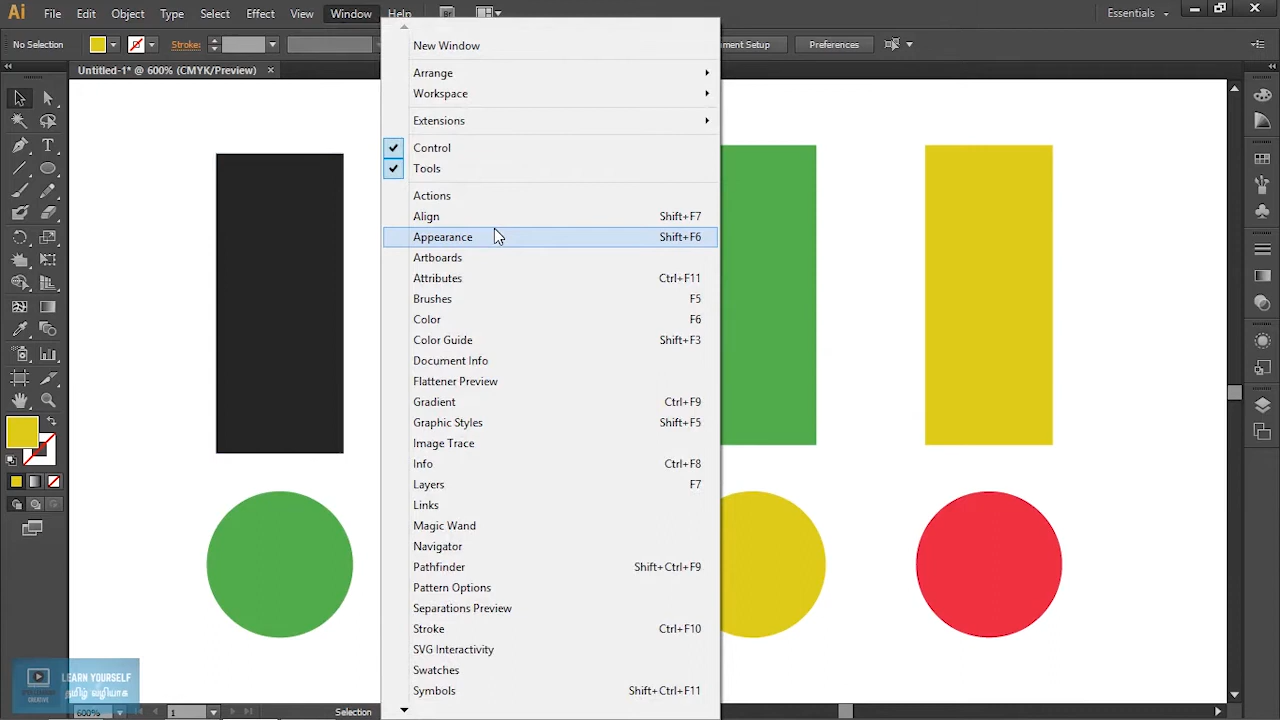 Ai File Edit Object Type Select Effect View Window Help Br Essentials
No Selection Stroke: ment Setup Preferences
Untitled-1* @ 600% (CMYK/Preview)
New Window
Arrange
Workspace
Extensions
Control
Tools
Actions
Align Shift+F7
Appearance Shift+F6
Artboards
Attributes Ctrl+F11
Brushes F5
Color F6
Color Guide Shift+F3
Document Info
Flattener Preview
Gradient Ctrl+F9
Graphic Styles Shift+F5
Image Trace
Info Ctrl+F8
Layers F7
Links
Magic Wand
Navigator
Pathfinder Shift+Ctrl+F9
Pattern Options
Separations Preview
Stroke Ctrl+F10
SVG Interactivity
Swatches
Symbols Shift+Ctrl+F11
LEARN YOURSELF
தமிழ் வழியாக
CREATIVE
600% 1 Selection